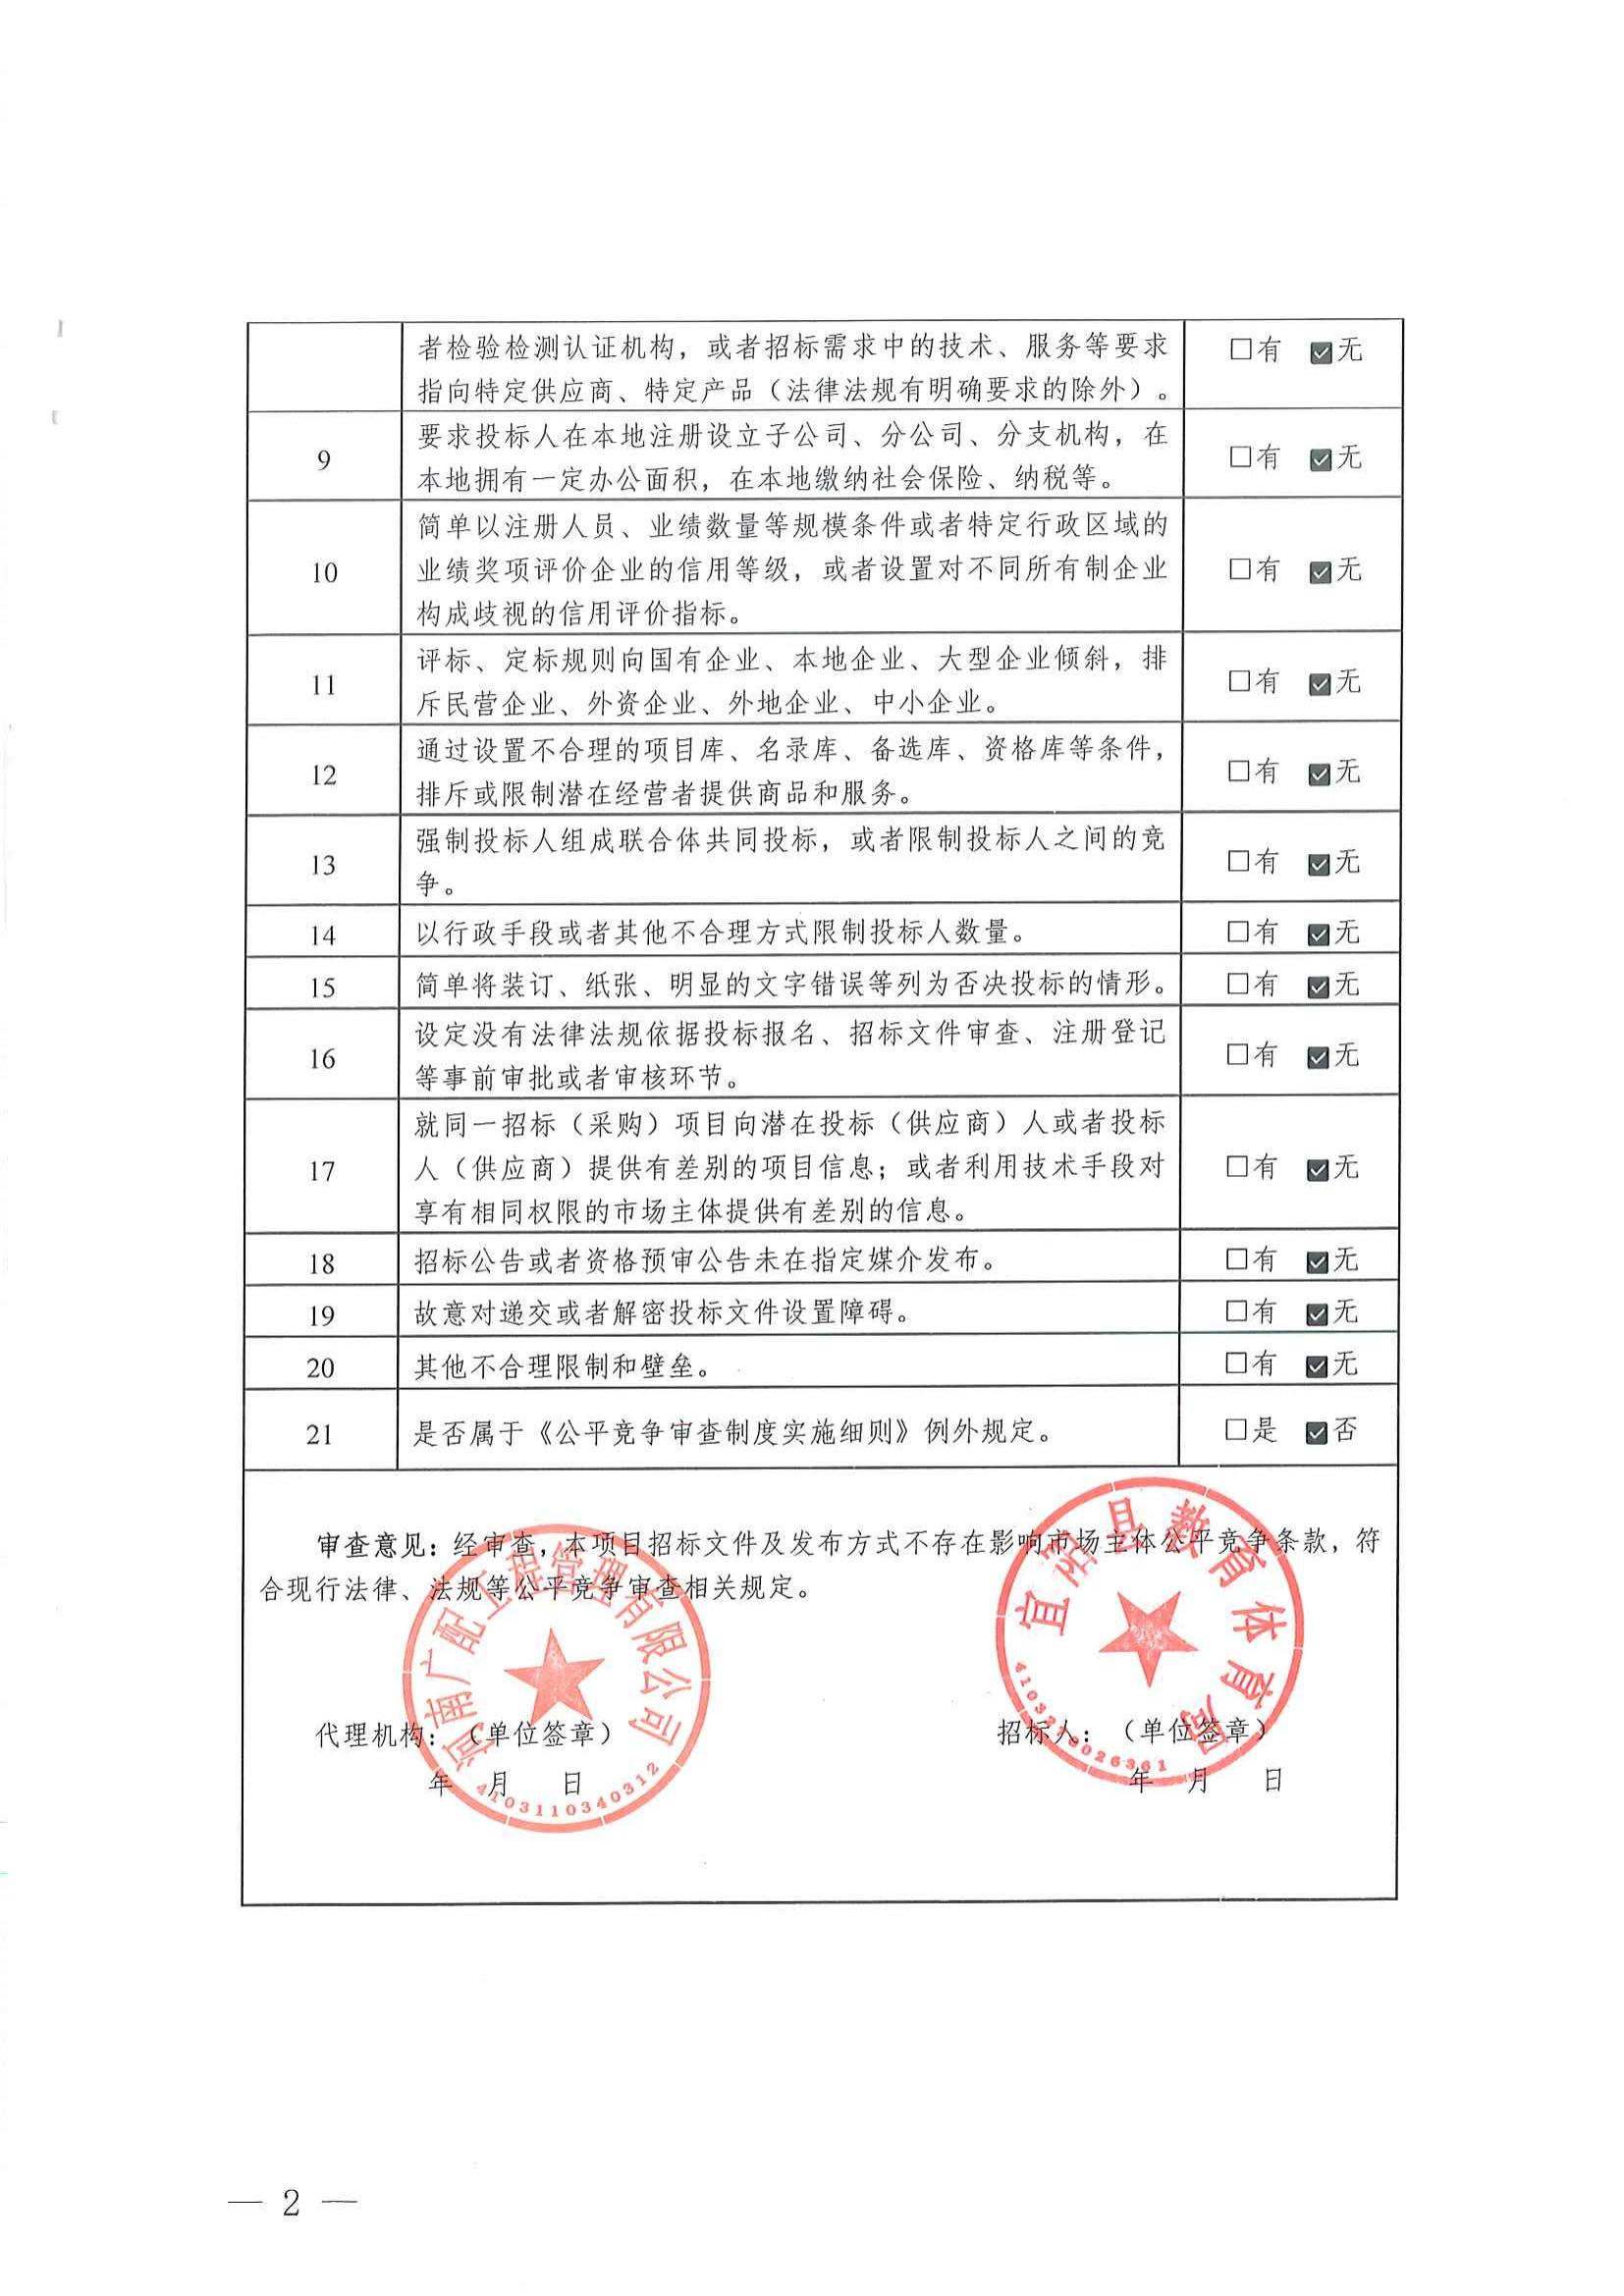 者检验检测认证机构，或者招标需求中的技术、服务等要求
指向特定供应商、特定产品（法律法规有明确要求的除外）。
□有 ☑无
9
要求投标人在本地注册设立子公司、分公司、分支机构，在
本地拥有一定办公面积，在本地缴纳社会保险、纳税等。
□有 ☑无
10
简单以注册人员、业绩数量等规模条件或者特定行政区域的
业绩奖项评价企业的信用等级，或者设置对不同所有制企业
构成歧视的信用评价指标。
□有 ☑无
11
评标、定标规则向国有企业、本地企业、大型企业倾斜，排
斥民营企业、外资企业、外地企业、中小企业。
□有 ☑无
12
通过设置不合理的项目库、名录库、备选库、资格库等条件，
排斥或限制潜在经营者提供商品和服务。
□有 ☑无
13
强制投标人组成联合体共同投标，或者限制投标人之间的竞
争。
□有 ☑无
14
以行政手段或者其他不合理方式限制投标人数量。
□有 ☑无
15
简单将装订、纸张、明显的文字错误等列为否决投标的情形。
□有 ☑无
16
设定没有法律法规依据投标报名、招标文件审查、注册登记
等事前审批或者审核环节。
□有 ☑无
17
就同一招标（采购）项目向潜在投标（供应商）人或者投标
人（供应商）提供有差别的项目信息；或者利用技术手段对
享有相同权限的市场主体提供有差别的信息。
□有 ☑无
18
招标公告或者资格预审公告未在指定媒介发布。
□有 ☑无
19
故意对递交或者解密投标文件设置障碍。
□有 ☑无
20
其他不合理限制和壁垒。
□有 ☑无
21
是否属于《公平竞争审查制度实施细则》例外规定。
□是 ☑否
审查意见：经审查，本项目招标文件及发布方式不存在影响市场主体公平竞争条款，符
合现行法律、法规等公平竞争审查相关规定。
代理机构：（单位签章）
年 月 日
河南广配工程管理有限公司
4103110340312
招标人：（单位签章）
年 月 日
宜阳县教育体育局
4103270026361
— 2 —